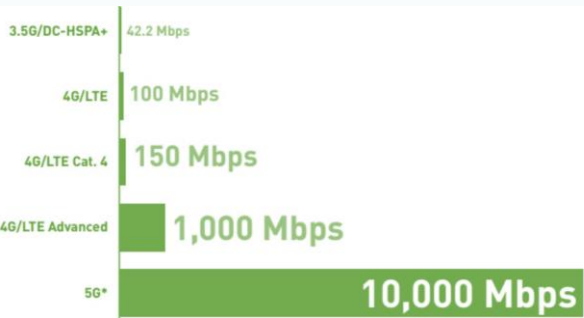 3.5G/DC-HSPA+ 42.2 Mbps
4G/LTE 100 Mbps
4G/LTE Cat. 4 150 Mbps
4G/LTE Advanced 1,000 Mbps
5G* 10,000 Mbps